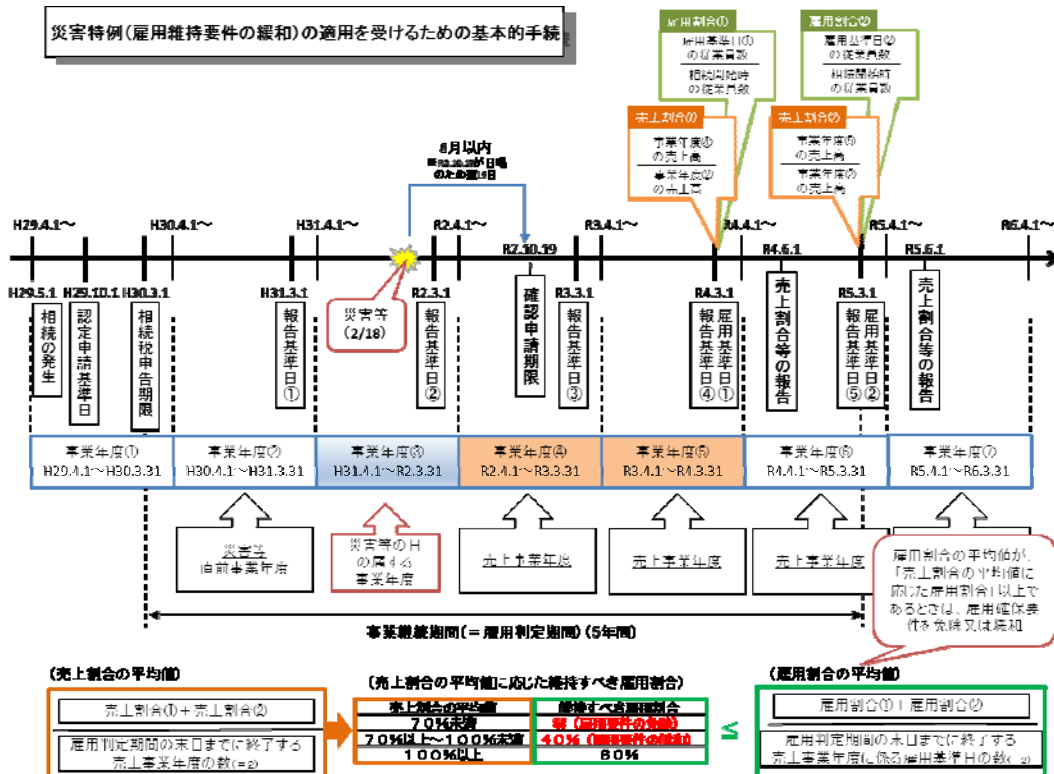 災害特例(雇用維持要件の緩和)の適用を受けるための基本的手続
雇用割合①
雇用基準日①
の従業員数
相続開始時
の従業員数
雇用割合②
雇用基準日②
の従業員数
相続開始時
の従業員数
売上割合①
事業年度④
の売上高
事業年度②
の売上高
売上割合②
事業年度⑤
の売上高
事業年度②
の売上高
8月以内
のため
H29.4.1~
H30.4.1~
H31.4.1~
R2.4.1~
R3.4.1~
R4.4.1~
R5.4.1~
R6.4.1~
R2.10.19
R4.6.1
R5.6.1
H29.5.1
H29.10.1
H30.3.1
H31.3.1
R2.3.1
R3.3.1
R4.3.1
R5.3.1
相続の発生
認定申請基準日
相続税申告期限
報告基準日①
災害等
(2/18)
報告基準日②
確認申請期限
報告基準日③
雇用基準日①
報告基準日④
売上割合等の報告
雇用基準日②
報告基準日⑤
売上割合等の報告
事業年度①
H29.4.1~H30.3.31
事業年度②
H30.4.1~H31.3.31
事業年度③
H31.4.1~R2.3.31
事業年度④
R2.4.1~R3.3.31
事業年度⑤
R3.4.1~R4.3.31
事業年度⑥
R4.4.1~R5.3.31
事業年度⑦
R5.4.1~R6.3.31
災害等
直前事業年度
災害等の日
の属する
事業年度
売上事業年度
売上事業年度
売上事業年度
雇用割合の平均値が、
「売上割合の平均値に
応じた雇用割合」以上で
あるときは、雇用確保要
件を免除又は緩和
事業継続期間(=雇用判定期間)(5年間)
(売上割合の平均値)
売上割合①+売上割合②
雇用判定期間の末日までに終了する
売上事業年度の数(=2)
(売上割合の平均値に応じた維持すべき雇用割合)
売上割合の平均値
維持すべき雇用割合
70%未満
零(雇用要件の免除)
70%以上~100%未満
40%(雇用要件の緩和)
100%以上
80%
≦
(雇用割合の平均値)
雇用割合①+雇用割合②
雇用判定期間の末日までに終了する
売上事業年度に係る雇用基準日の数(=2)